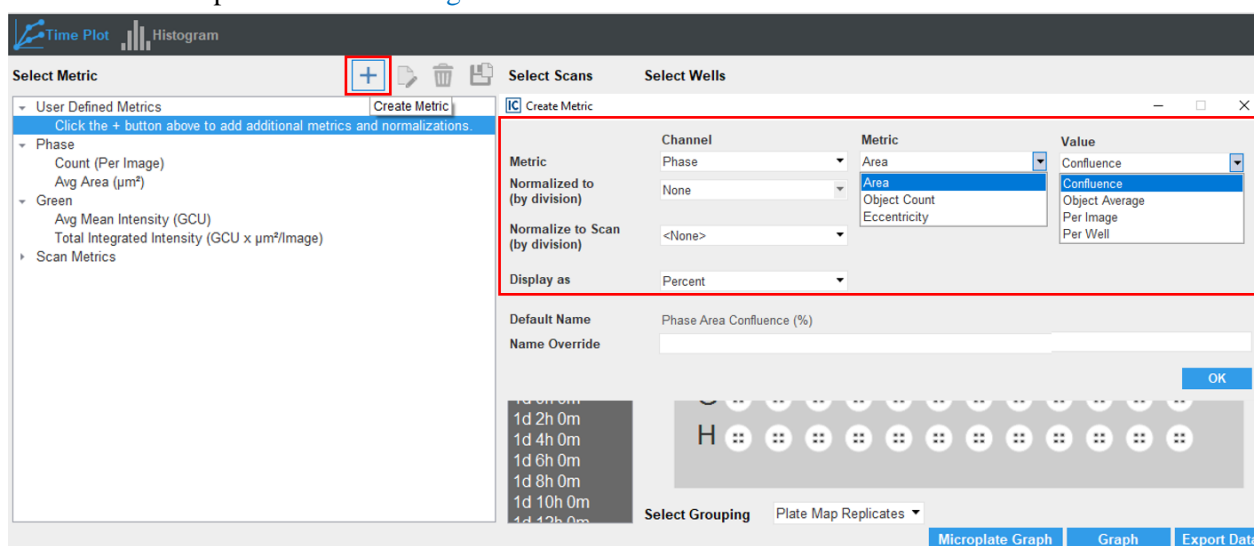 Time Plot Histogram
Select Metric
Create Metric
User Defined Metrics
Click the + button above to add additional metrics and normalizations.
Phase
Count (Per Image)
Avg Area (µm²)
Green
Avg Mean Intensity (GCU)
Total Integrated Intensity (GCU x µm²/Image)
Scan Metrics
Select Scans Select Wells
IC Create Metric
Channel Metric Value
Metric Phase Area Confluence
Normalized to
(by division)
None
Area
Object Count
Eccentricity
Confluence
Object Average
Per Image
Per Well
Normalize to Scan
(by division)
<None>
Display as Percent
Default Name Phase Area Confluence (%)
Name Override
OK
1d 2h 0m
1d 4h 0m
1d 6h 0m
1d 8h 0m
1d 10h 0m
1d 12h 0m
H
Select Grouping Plate Map Replicates
Microplate Graph Graph Export Data